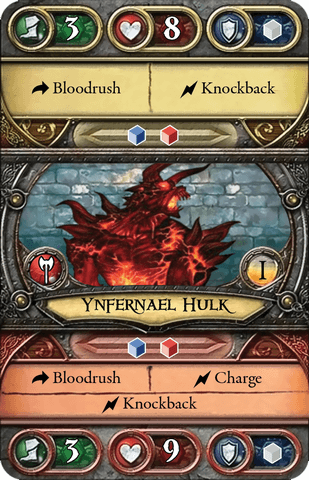 3 8
Bloodrush Knockback
I
Ynfernael Hulk
Bloodrush Charge
Knockback
3 9